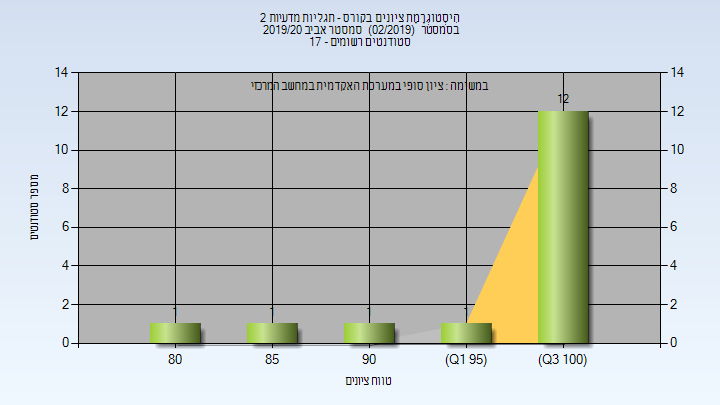 היסטוגרמת ציונים בקורס - תגליות מדעיות 2
בסמסטר (02/2019) סמסטר אביב 2019/20
סטודנטים רשומים - 17
במשימה : ציון סופי במערכת האקדמית במחשב המרכזי
14 14
12 12
10 10
8 8
6 6
4 4
2 2
0 0
12
1 1 1 1
מספר סטודנטים
80 85 90 (Q1 95) (Q3 100)
טווח ציונים